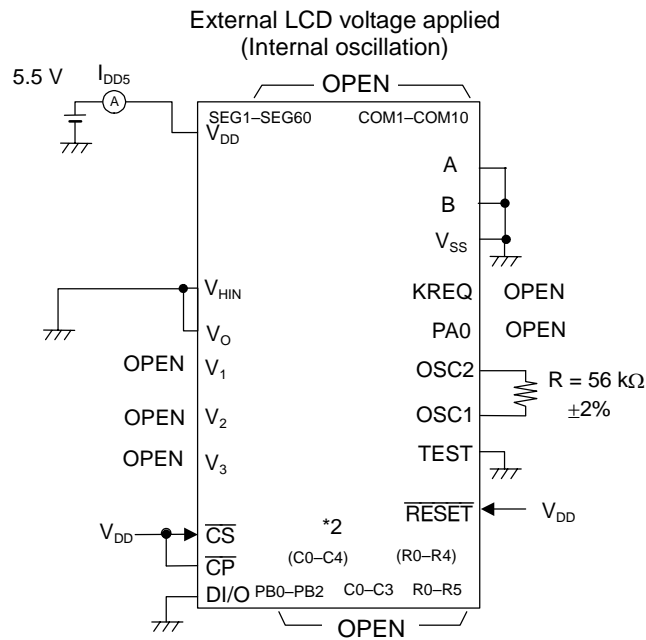 External LCD voltage applied
(Internal oscillation)
OPEN
5.5 V
IDD5
A
SEG1–SEG60 COM1–COM10
VDD
A
B
VSS
VHIN
KREQ OPEN
VO
PA0 OPEN
OPEN V1
OSC2
R = 56 kΩ
±2%
OPEN V2
OSC1
OPEN V3
TEST
VDD CS
*2
RESET VDD
(C0–C4) (R0–R4)
CP
DI/O PB0–PB2 C0–C3 R0–R5
OPEN